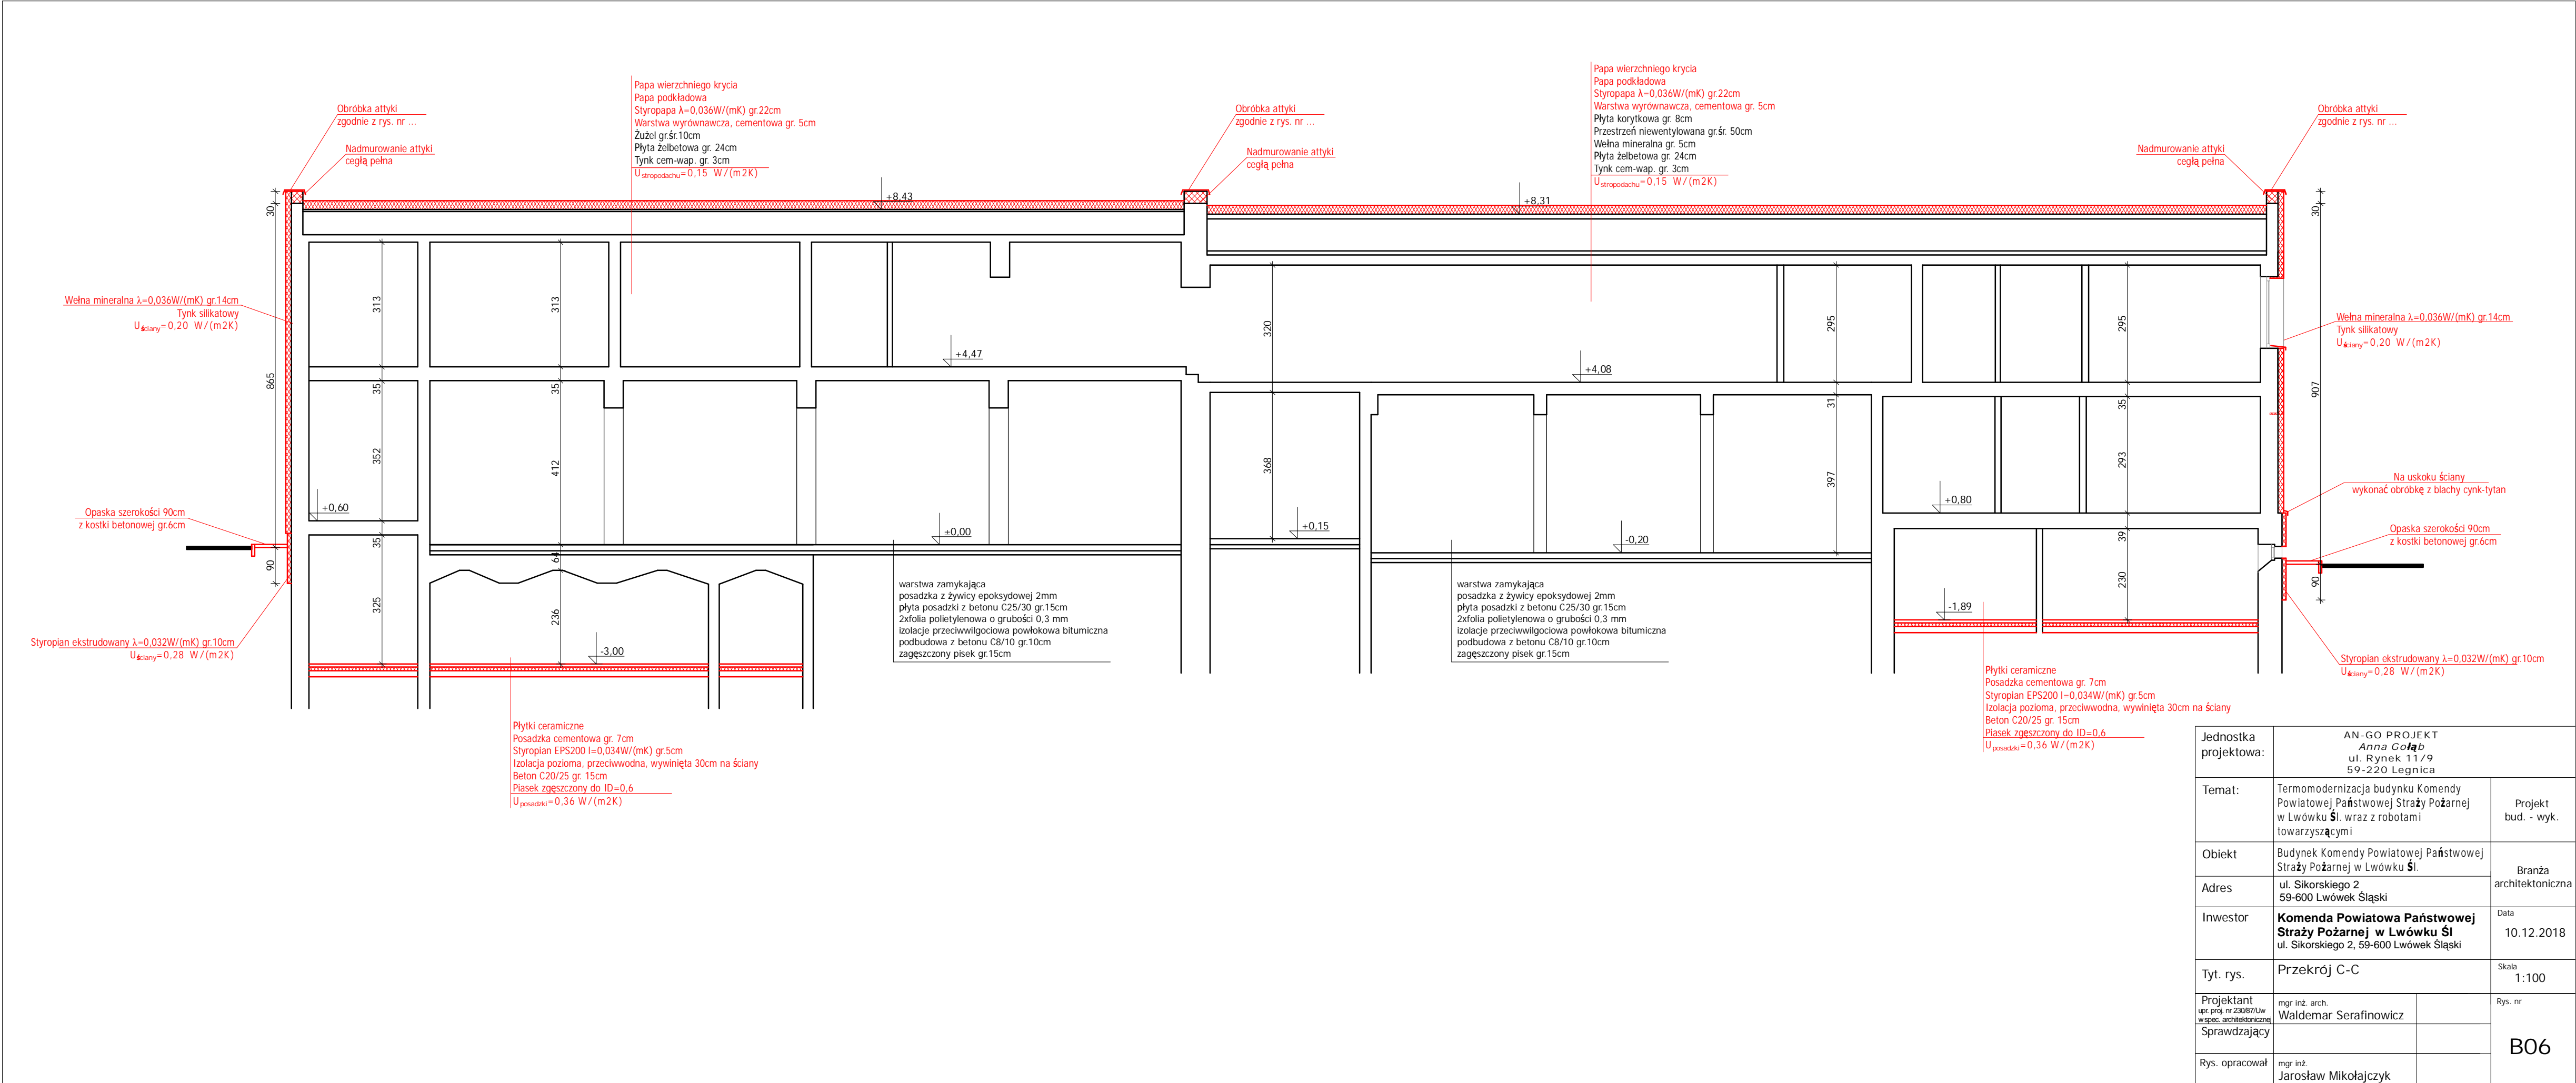 Obróbka attyki
zgodnie z rys. nr ...
Nadmurowanie attyki
cegłą pełna
Papa wierzchniego krycia
Papa podkładowa
Styropapa λ=0,036W/(mK) gr.22cm
Warstwa wyrównawcza, cementowa gr. 5cm
Żużel gr.śr.10cm
Płyta żelbetowa gr. 24cm
Tynk cem-wap. gr. 3cm
Ustropodachu=0,15 W/(m2K)
Obróbka attyki
zgodnie z rys. nr ...
Nadmurowanie attyki
cegłą pełna
Papa wierzchniego krycia
Papa podkładowa
Styropapa λ=0,036W/(mK) gr.22cm
Warstwa wyrównawcza, cementowa gr. 5cm
Płyta korytkowa gr. 8cm
Przestrzeń niewentylowana gr.śr. 50cm
Wełna mineralna gr. 5cm
Płyta żelbetowa gr. 24cm
Tynk cem-wap. gr. 3cm
Ustropodachu=0,15 W/(m2K)
Obróbka attyki
zgodnie z rys. nr ...
Nadmurowanie attyki
cegłą pełna
+8,43
+8,31
30
865
90
Wełna mineralna λ=0,036W/(mK) gr.14cm
Tynk silikatowy
Uściany=0,20 W/(m2K)
Opaska szerokości 90cm
z kostki betonowej gr.6cm
Styropian ekstrudowany λ=0,032W/(mK) gr.10cm
Uściany=0,28 W/(m2K)
313
35
352
35
325
313
35
412
64
236
+4,47
+0,60
±0,00
-3,00
320
368
+4,08
+0,15
-0,20
295
31
397
295
35
293
39
230
+0,80
-1,89
30
907
90
Wełna mineralna λ=0,036W/(mK) gr.14cm
Tynk silikatowy
Uściany=0,20 W/(m2K)
Na uskoku ściany
wykonać obróbkę z blachy cynk-tytan
Opaska szerokości 90cm
z kostki betonowej gr.6cm
Styropian ekstrudowany λ=0,032W/(mK) gr.10cm
Uściany=0,28 W/(m2K)
warstwa zamykająca
posadzka z żywicy epoksydowej 2mm
płyta posadzki z betonu C25/30 gr.15cm
2xfolia polietylenowa o grubości 0,3 mm
izolacje przeciwwilgociowa powłokowa bitumiczna
podbudowa z betonu C8/10 gr.10cm
zagęszczony pisek gr.15cm
warstwa zamykająca
posadzka z żywicy epoksydowej 2mm
płyta posadzki z betonu C25/30 gr.15cm
2xfolia polietylenowa o grubości 0,3 mm
izolacje przeciwwilgociowa powłokowa bitumiczna
podbudowa z betonu C8/10 gr.10cm
zagęszczony pisek gr.15cm
Płytki ceramiczne
Posadzka cementowa gr. 7cm
Styropian EPS200 l=0,034W/(mK) gr.5cm
Izolacja pozioma, przeciwwodna, wywinięta 30cm na ściany
Beton C20/25 gr. 15cm
Piasek zgęszczony do ID=0,6
Uposadzki=0,36 W/(m2K)
Płytki ceramiczne
Posadzka cementowa gr. 7cm
Styropian EPS200 l=0,034W/(mK) gr.5cm
Izolacja pozioma, przeciwwodna, wywinięta 30cm na ściany
Beton C20/25 gr. 15cm
Piasek zgęszczony do ID=0,6
Uposadzki=0,36 W/(m2K)
Jednostka
projektowa:
AN-GO PROJEKT
Anna Gołąb
ul. Rynek 11/9
59-220 Legnica
Temat:
Termomodernizacja budynku Komendy
Powiatowej Państwowej Straży Pożarnej
w Lwówku Śl. wraz z robotami
towarzyszącymi
Projekt
bud. - wyk.
Obiekt
Budynek Komendy Powiatowej Państwowej
Straży Pożarnej w Lwówku Śl.
Branża
architektoniczna
Adres
ul. Sikorskiego 2
59-600 Lwówek Śląski
Inwestor
Komenda Powiatowa Państwowej
Straży Pożarnej w Lwówku Śl
ul. Sikorskiego 2, 59-600 Lwówek Śląski
Data
10.12.2018
Tyt. rys.
Przekrój C-C
Skala
1:100
Projektant
upr. proj. nr 230/87/Uw
w spec. architektonicznej
mgr inż. arch.
Waldemar Serafinowicz
Rys. nr
B06
Sprawdzający
Rys. opracował
mgr inż.
Jarosław Mikołajczyk